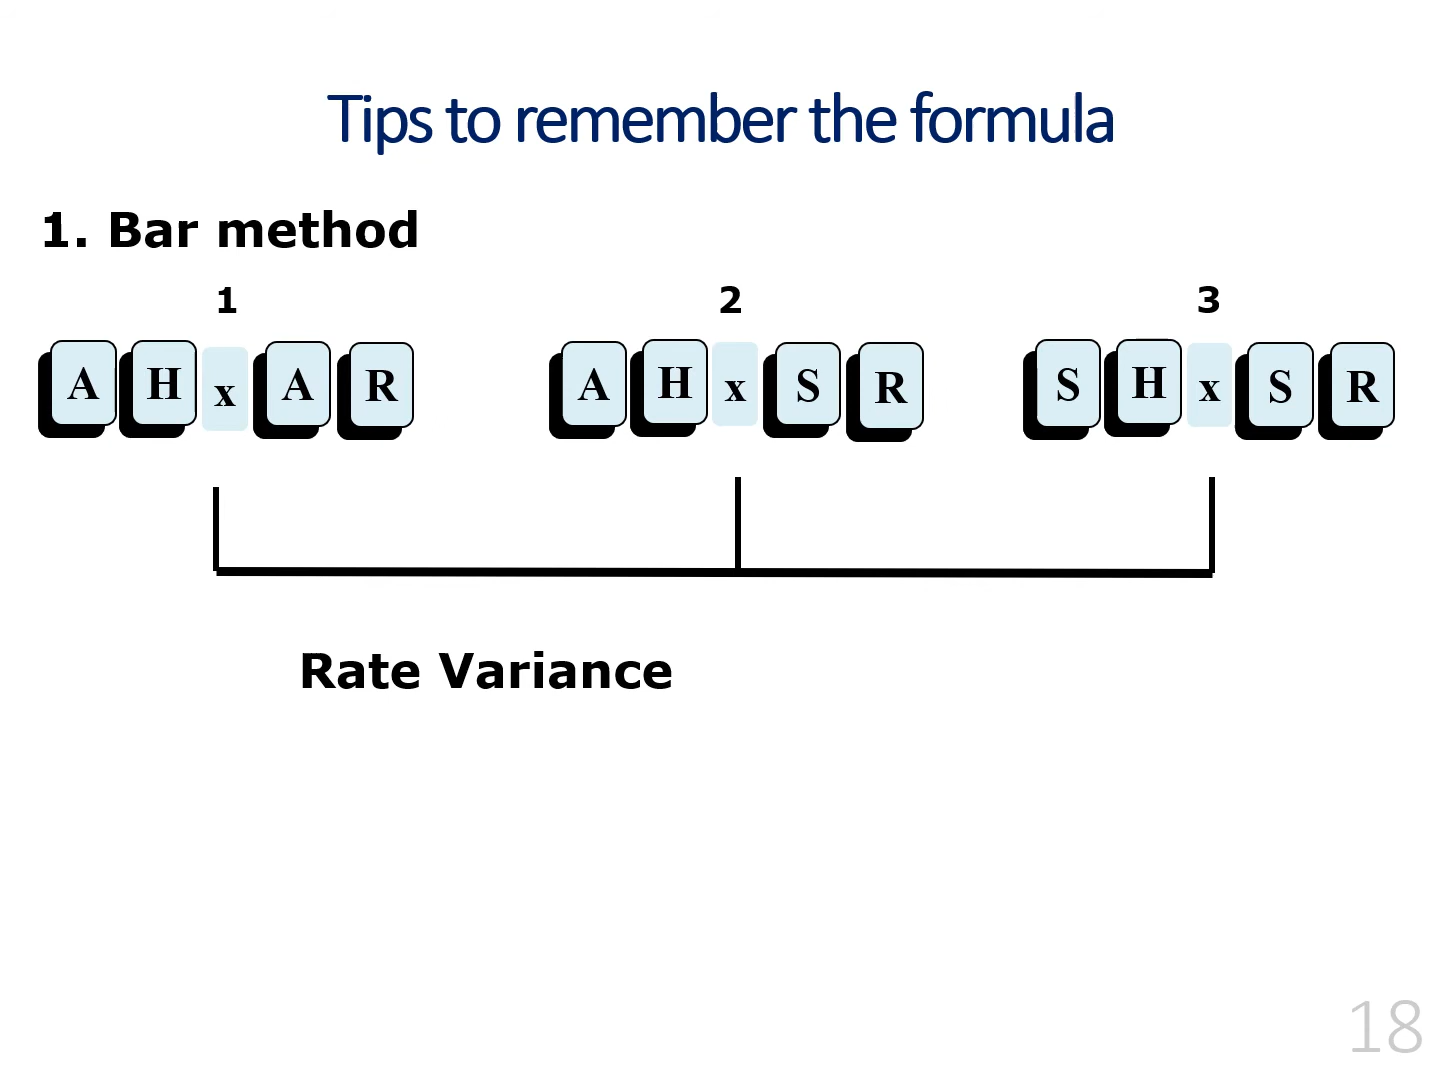 Tips to remember the formula
1. Bar method
1 2 3
A H x A R A H x S R S H x S R
Rate Variance
18